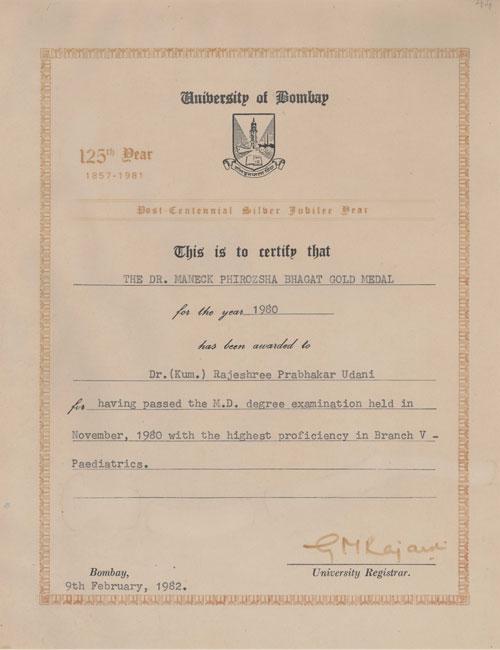 University of Bombay
125th Year
1857-1981
Post-Centennial Silver Jubilee Year
This is to certify that
THE DR. MANECK PHIROZSHA BHAGAT GOLD MEDAL
for the year 1980
has been awarded to
Dr.(Kum.) Rajeshree Prabhakar Udani
for having passed the M.D. degree examination held in
November, 1980 with the highest proficiency in Branch V -
Paediatrics.
Bombay,
University Registrar.
9th February, 1982.